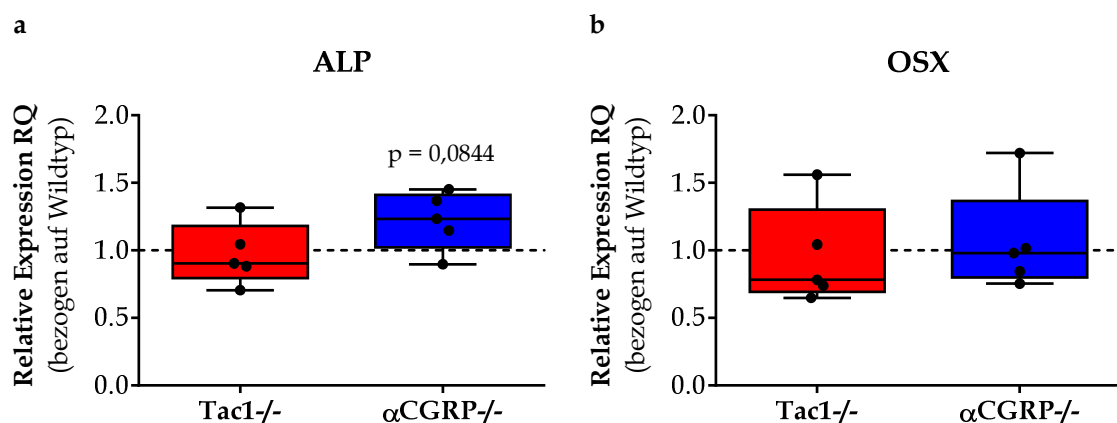 a
ALP
Relative Expression RQ
(bezogen auf Wildtyp)
2.0
1.5
1.0
0.5
0.0
p = 0,0844
Tac1-/-
αCGRP-/-
b
OSX
Relative Expression RQ
(bezogen auf Wildtyp)
2.0
1.5
1.0
0.5
0.0
Tac1-/-
αCGRP-/-